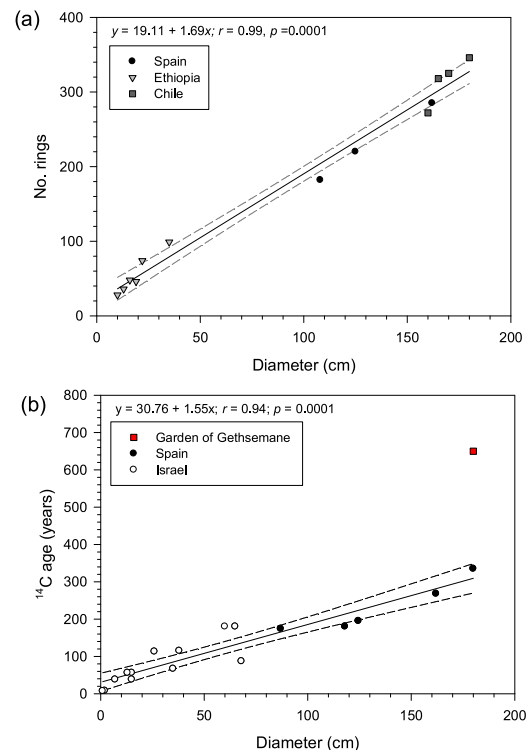 (a)
y = 19.11 + 1.69x; r = 0.99, p =0.0001
Spain
Ethiopia
Chile
No. rings
400
300
200
100
0
0 50 100 150 200
Diameter (cm)
(b)
y = 30.76 + 1.55x; r = 0.94; p = 0.0001
Garden of Gethsemane
Spain
Israel
¹⁴C age (years)
800
700
600
500
400
300
200
100
0
0 50 100 150 200
Diameter (cm)